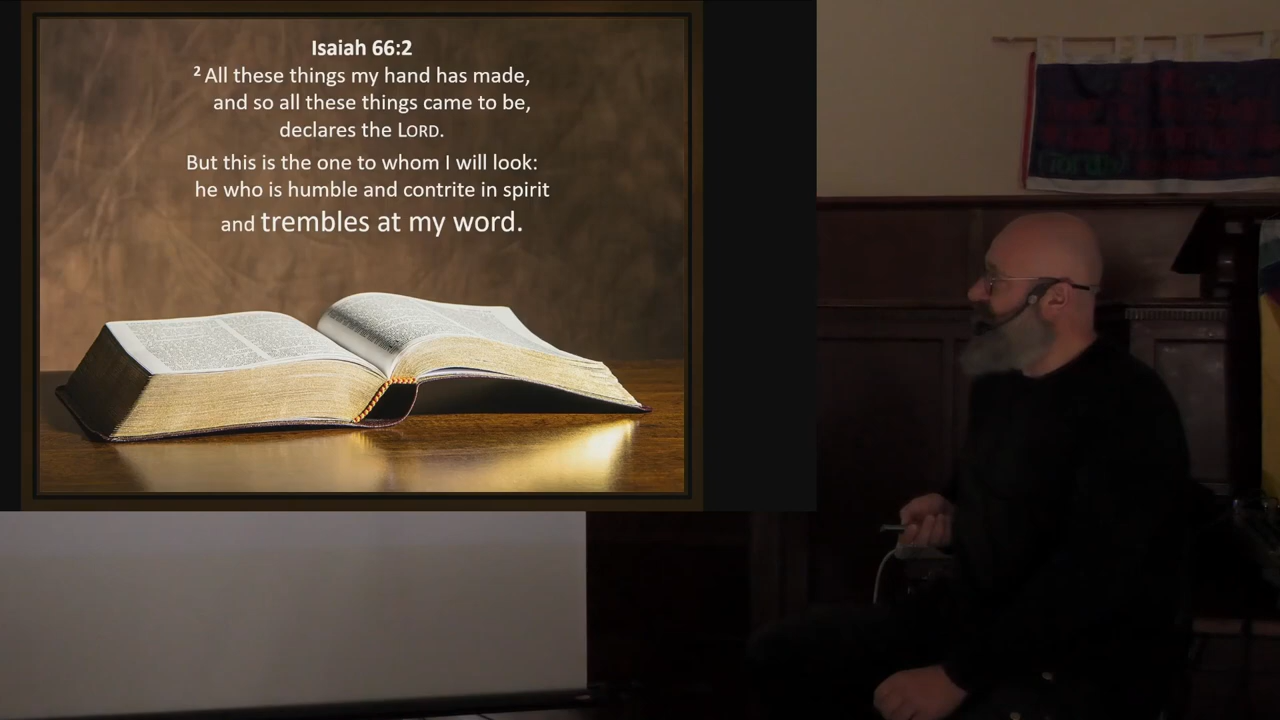 Isaiah 66:2
2 All these things my hand has made,
and so all these things came to be,
declares the LORD.
But this is the one to whom I will look:
he who is humble and contrite in spirit
and trembles at my word.